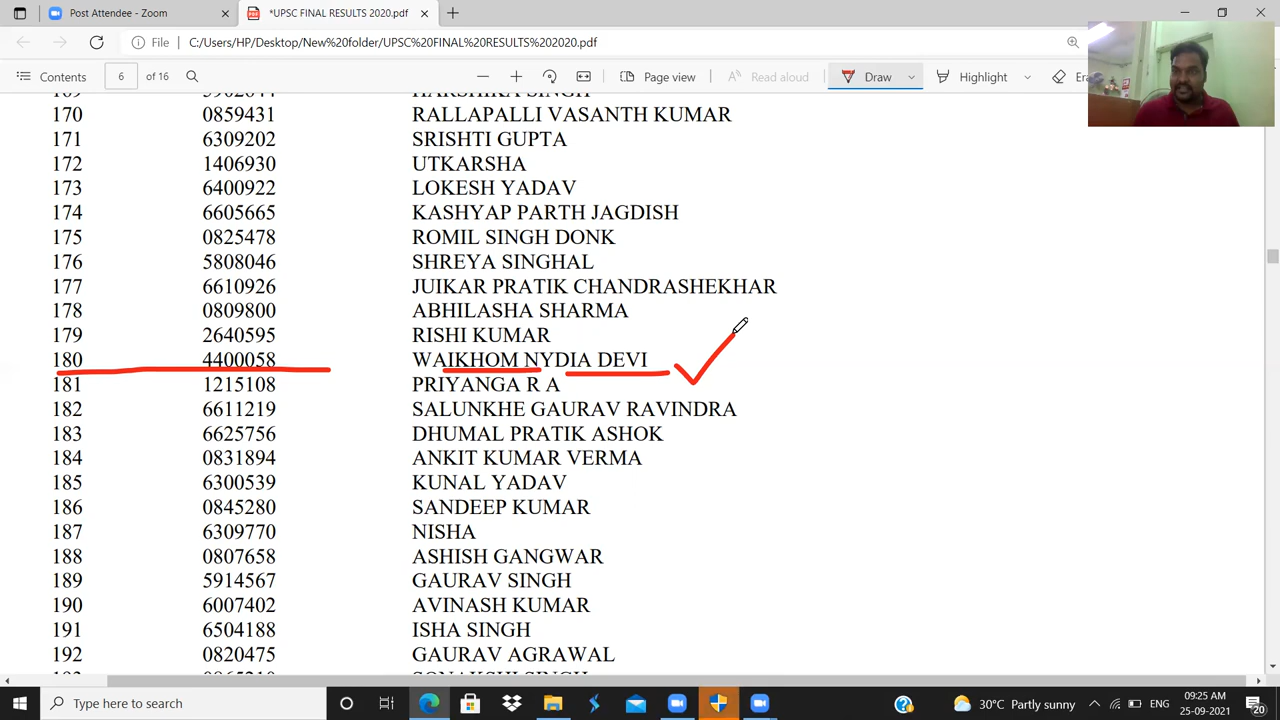 Post Attendee - Zoom
*UPSC FINAL RESULTS 2020.pdf
File C:/Users/HP/Desktop/New%20folder/UPSC%20FINAL%20RESULTS%202020.pdf
Contents 6 of 16 Page view Read aloud Draw Highlight
170 0859431 RALLAPALLI VASANTH KUMAR
171 6309202 SRISHTI GUPTA
172 1406930 UTKARSHA
173 6400922 LOKESH YADAV
174 6605665 KASHYAP PARTH JAGDISH
175 0825478 ROMIL SINGH DONK
176 5808046 SHREYA SINGHAL
177 6610926 JUIKAR PRATIK CHANDRASHEKHAR
178 0809800 ABHILASHA SHARMA
179 2640595 RISHI KUMAR
180 4400058 WAIKHOM NYDIA DEVI
181 1215108 PRIYANGA R A
182 6611219 SALUNKHE GAURAV RAVINDRA
183 6625756 DHUMAL PRATIK ASHOK
184 0831894 ANKIT KUMAR VERMA
185 6300539 KUNAL YADAV
186 0845280 SANDEEP KUMAR
187 6309770 NISHA
188 0807658 ASHISH GANGWAR
189 5914567 GAURAV SINGH
190 6007402 AVINASH KUMAR
191 6504188 ISHA SINGH
192 0820475 GAURAV AGRAWAL
Type here to search
30°C Partly sunny
ENG
09:25 AM
25-09-2021
20